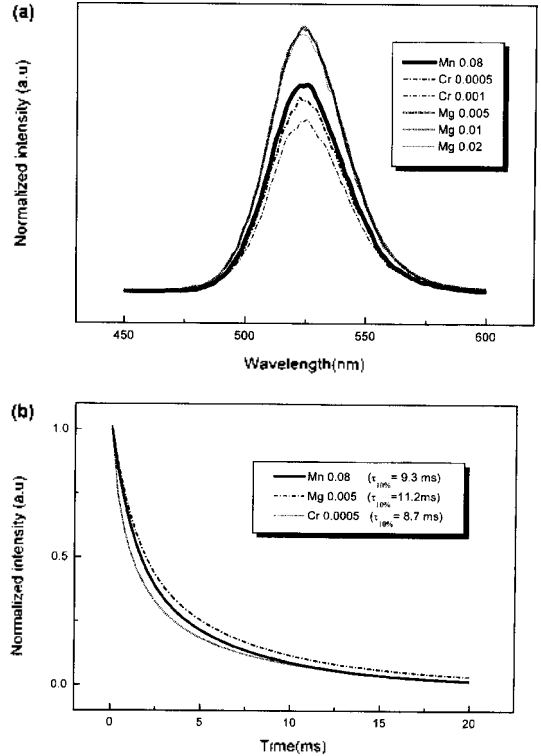 (a)
Normalized intensity (a.u)
Mn 0.08
Cr 0.0005
Cr 0.001
Mg 0.005
Mg 0.01
Mg 0.02
450
500
550
600
Wavelength(nm)
(b)
Normalized intensity (a.u)
1.0
0.5
0.0
Mn 0.08 (τ10%= 9.3 ms)
Mg 0.005 (τ10%=11.2ms)
Cr 0.0005 (τ10%= 8.7 ms)
0
5
10
15
20
Time(ms)